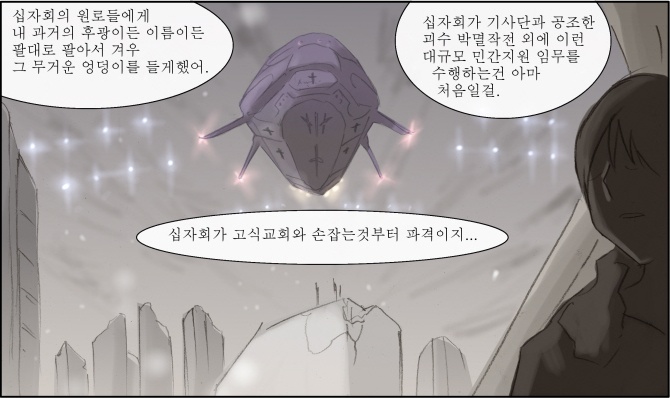 십자회의 원로들에게
내 과거의 후광이든 이름이든
팔대로 팔아서 겨우
그 무거운 엉덩이를 들게했어.
십자회가 기사단과 공조한
괴수 박멸작전 외에 이런
대규모 민간지원 임무를
수행하는건 아마
처음일걸.
십자회가 고식교회와 손잡는것부터 파격이지...